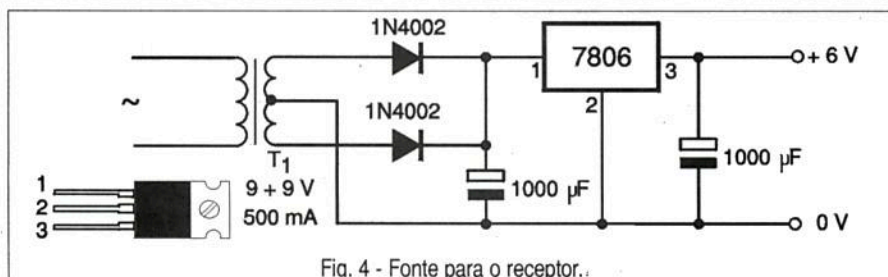 1N4002
1
7806
3
+ 6 V
2
~
1N4002
T1
1000 µF
1000 µF
1
2
3
9 + 9 V
500 mA
0 V
Fig. 4 - Fonte para o receptor.